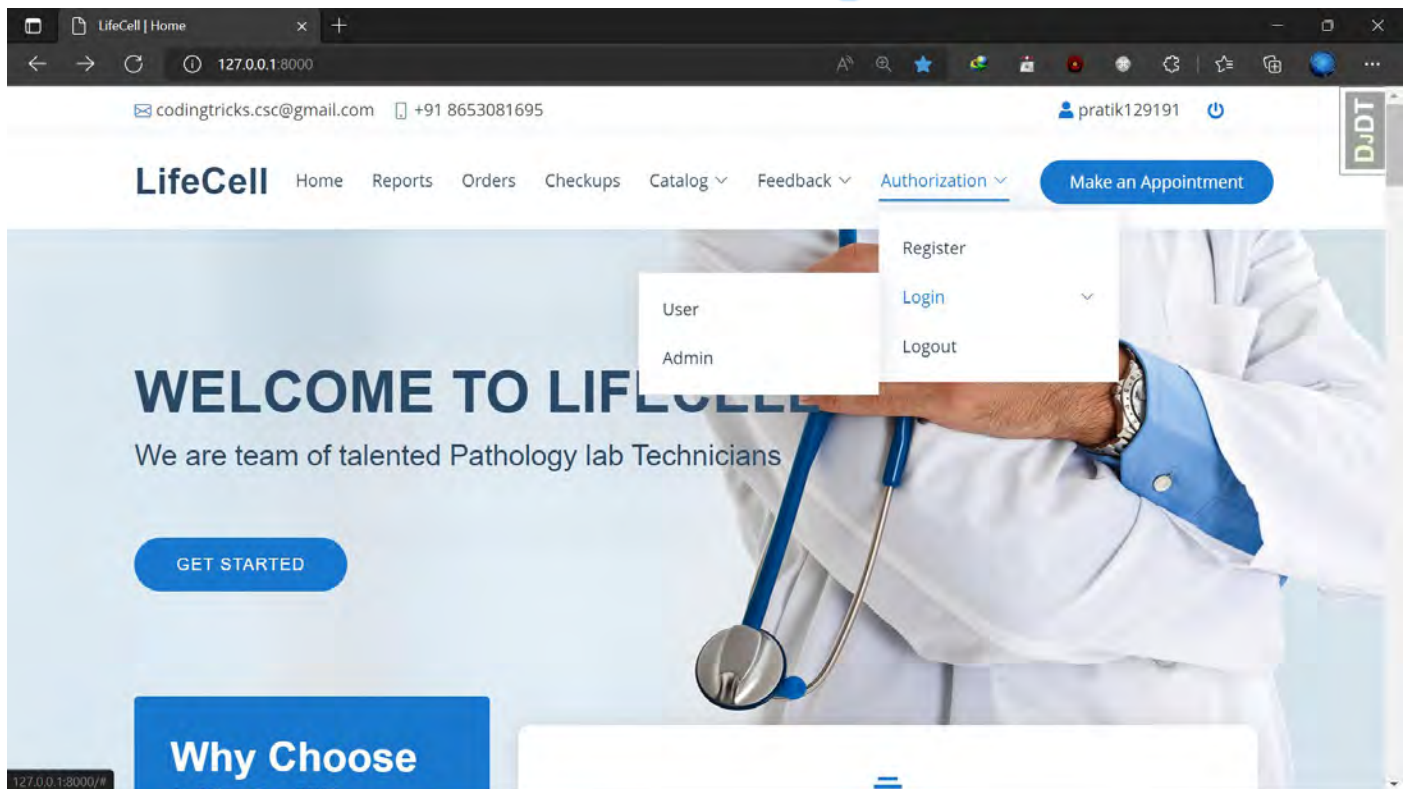 LifeCell | Home
127.0.0.1:8000
codingtricks.csc@gmail.com +91 8653081695 pratik129191
DJDT
LifeCell Home Reports Orders Checkups Catalog Feedback Authorization Make an Appointment
Register
Login
Logout
User
Admin
WELCOME TO LIFECELL
We are team of talented Pathology lab Technicians
GET STARTED
Why Choose
127.0.0.1:8000/#